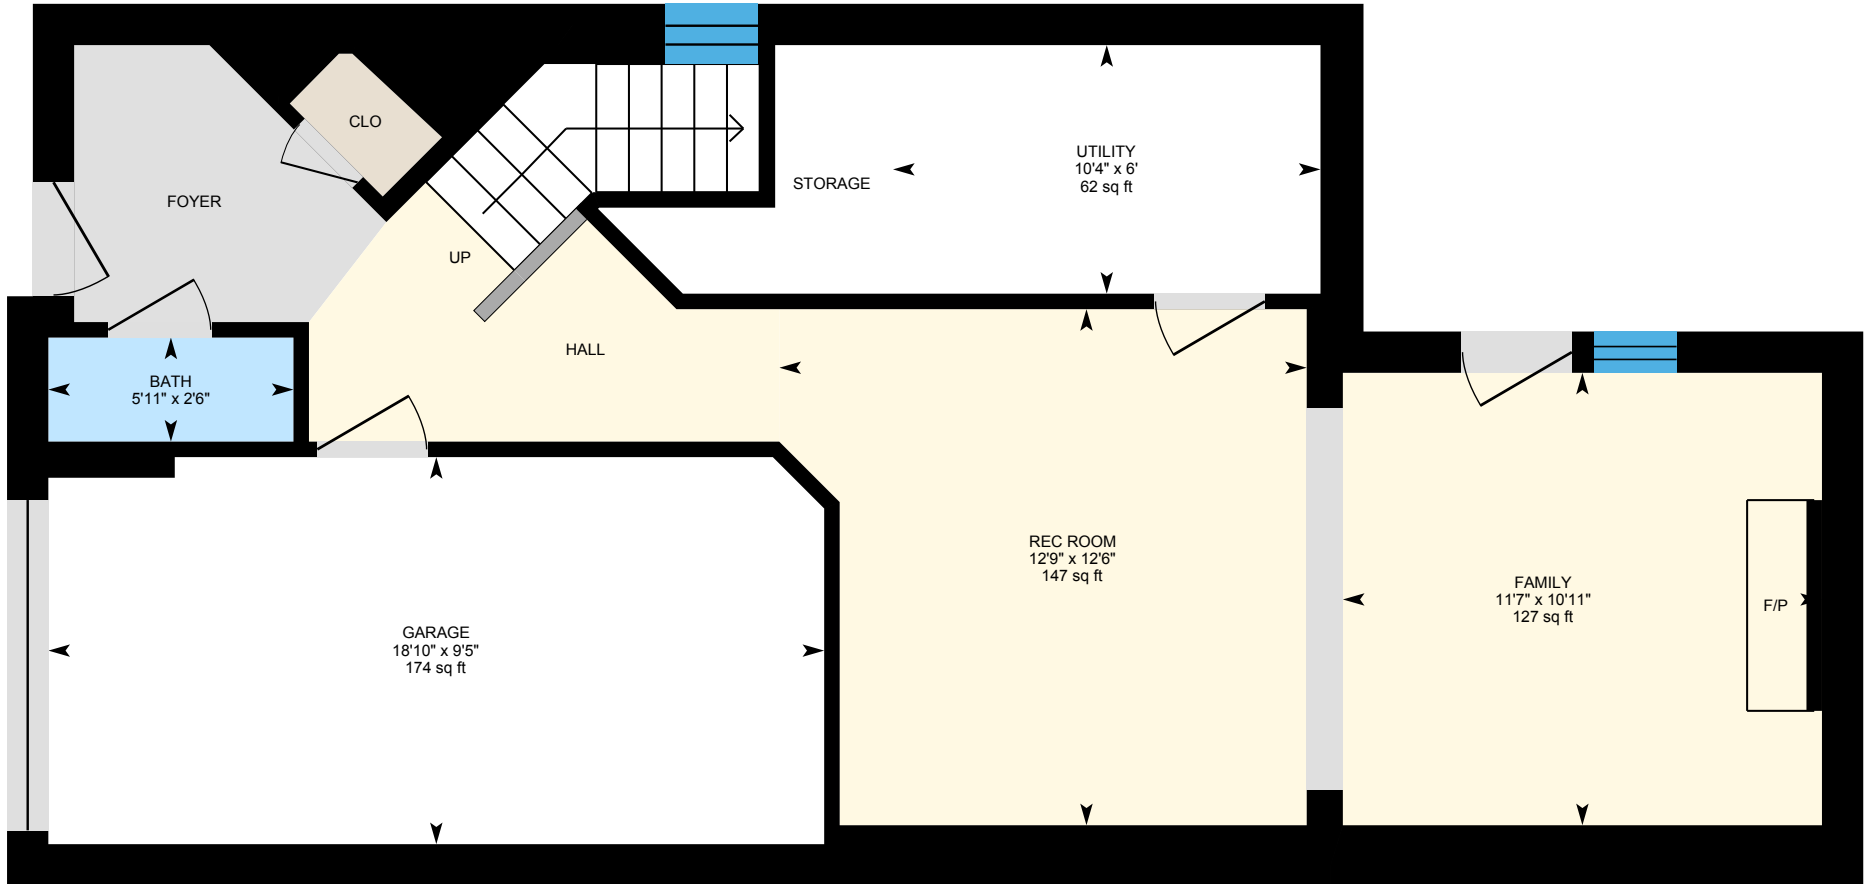 CLO
UTILITY
10'4" x 6'
62 sq ft
STORAGE
FOYER
UP
HALL
BATH
5'11" x 2'6"
REC ROOM
12'9" x 12'6"
147 sq ft
FAMILY
11'7" x 10'11"
127 sq ft
F/P
GARAGE
18'10" x 9'5"
174 sq ft